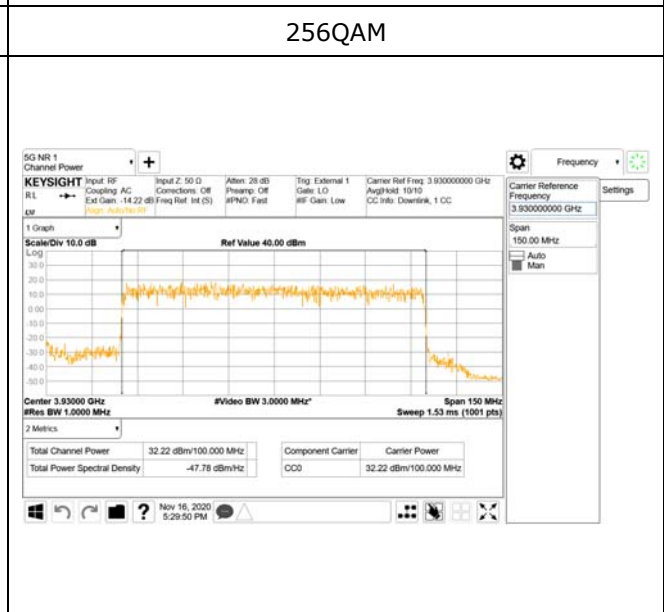 256QAM
5G NR 1
Channel Power
Frequency
KEYSIGHT
RL
Input: RF
Coupling: AC
Ext Gain: -14.22 dB
Align: Auto/No RF
Input Z: 50 Ω
Corrections: Off
Freq Ref: Int (S)
Atten: 28 dB
Preamp: Off
#PNO: Fast
Trig: External 1
Gate: LO
#IF Gain: Low
Carrier Ref Freq: 3.930000000 GHz
Avg|Hold: 10/10
CC Info: Downlink, 1 CC
Carrier Reference
Frequency
3.930000000 GHz
Settings
Span
150.00 MHz
Auto
Man
1 Graph
Scale/Div 10.0 dB
Ref Value 40.00 dBm
Log
30.0
20.0
10.0
0.00
-10.0
-20.0
-30.0
-40.0
-50.0
Center 3.93000 GHz
#Video BW 3.0000 MHz*
Span 150 MHz
#Res BW 1.0000 MHz
Sweep 1.53 ms (1001 pts)
2 Metrics
Total Channel Power 32.22 dBm/100.000 MHz
Total Power Spectral Density -47.78 dBm/Hz
Component Carrier Carrier Power
CC0 32.22 dBm/100.000 MHz
Nov 16, 2020
5:29:50 PM